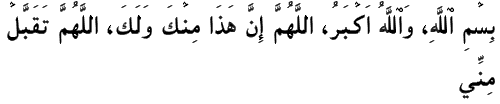 بِسْمِ ٱللَّهِ، وَٱللَّهُ اَكْبَرُ، اللَّهُمَّ إِنَّ هَذَا مِنْكَ وَلَكَ، اللَّهُمَّ تَقَبَّلْ
مِنِّي